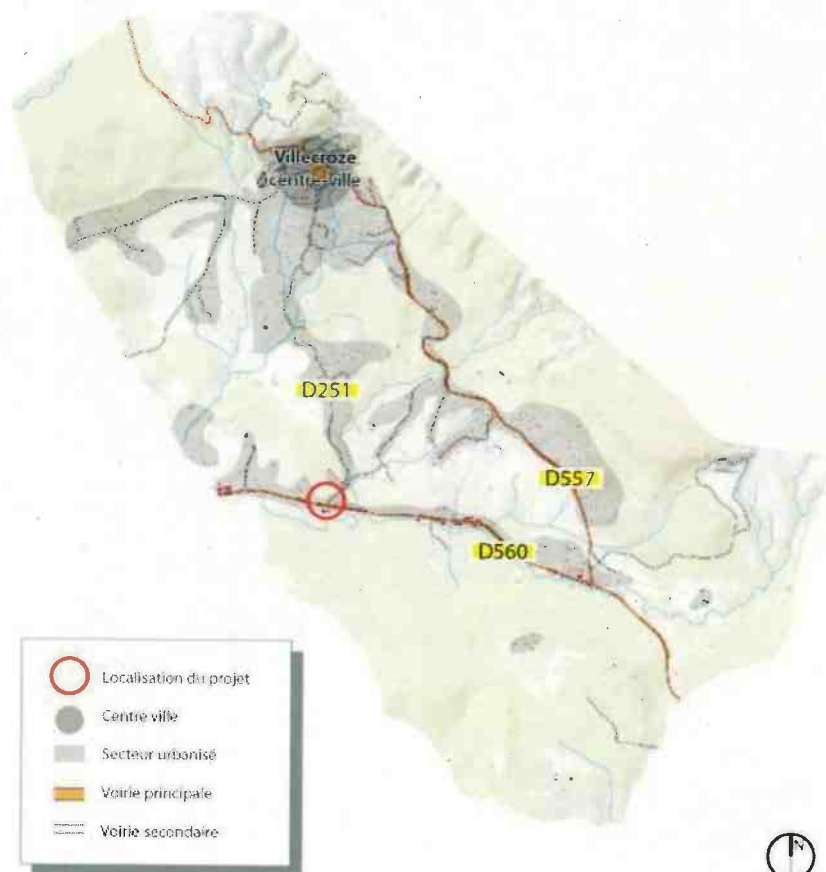 Villecroze
centre-ville
D251
D557
D560
Localisation du projet
Centre ville
Secteur urbanisé
Voirie principale
Voirie secondaire
N